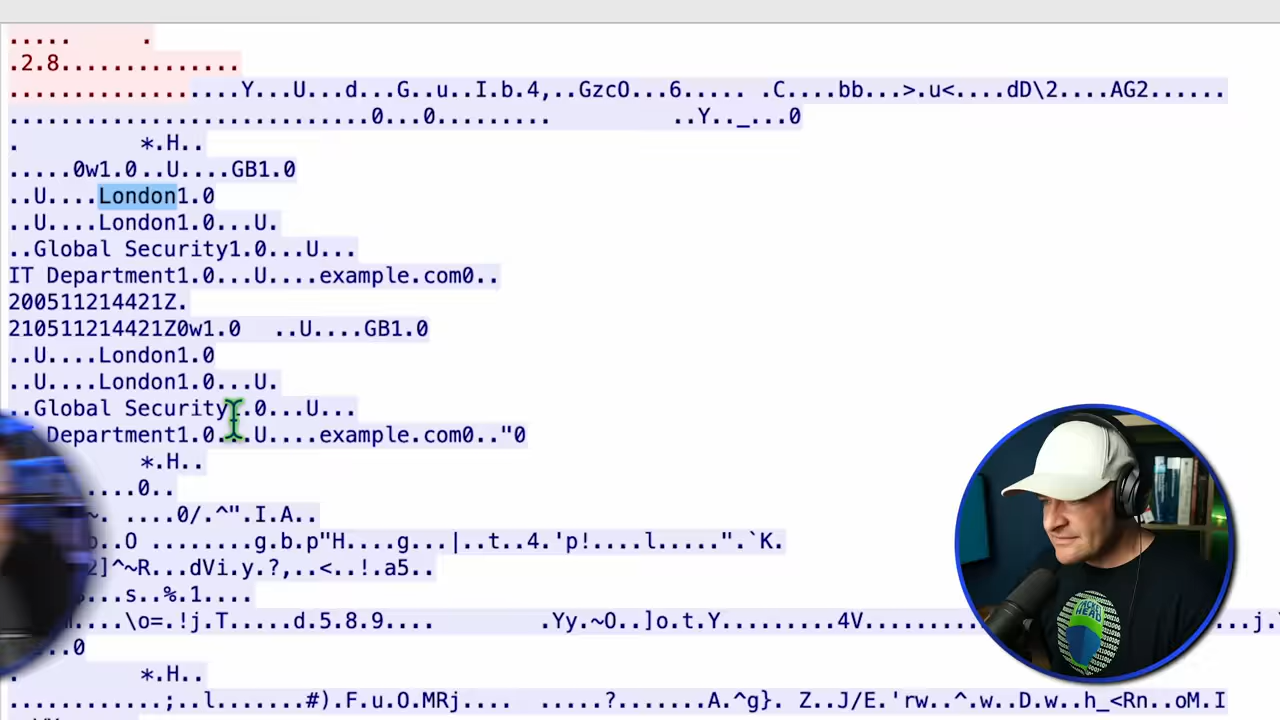 .....      .
.2.8..............
..................Y...U...d...G..u..I.b.4,..GzcO...6..... .C....bb...>.u<....dD\2....AG2......
.............................0...0.........          ..Y.._...0
.          *.H..
.....0w1.0..U....GB1.0
..U....London1.0
..U....London1.0...U.
..Global Security1.0...U...
IT Department1.0...U....example.com0..
200511214421Z.
210511214421Z0w1.0   ..U....GB1.0
..U....London1.0
..U....London1.0...U.
..Global Security1.0...U...
Department1.0...U....example.com0.."0
*.H..
....0..
~. ....0/.^".I.A..
b..O ........g.b.p"H....g...|..t..4.'p!....l.....".`K.
2]^~R...dVi.y.?,..<..!.a5..
...s..%.1....
....\o=.!j.T.....d.5.8.9....         .Yy.~O..]o.t.Y.........4V.........
..0
.          *.H..
............;..l.......#).F.u.O.MRj....  .....?.......A.^g}. Z..J/E.'rw..^.w..D.w..h_<Rn..oM.I